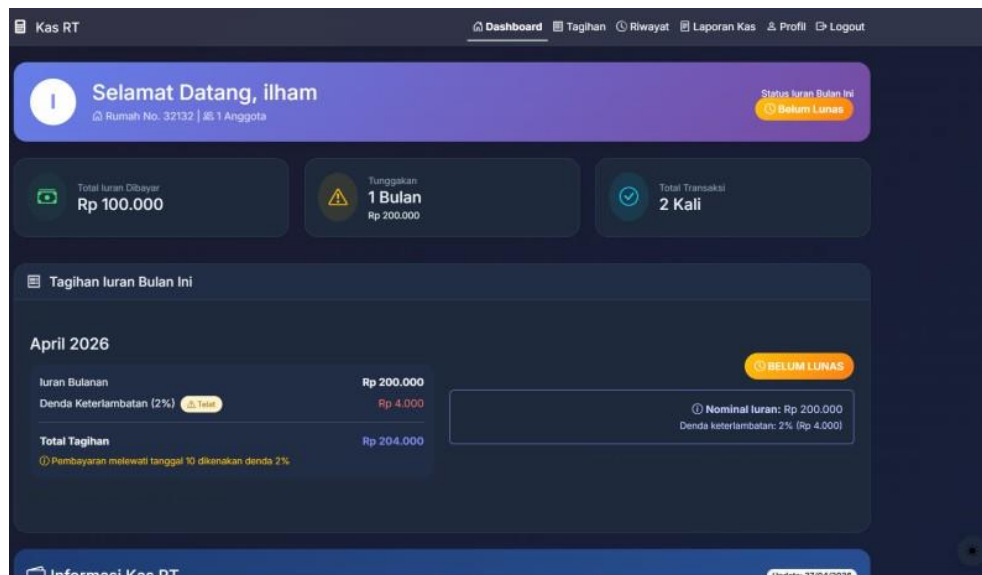 Kas RT
Dashboard Tagihan Riwayat Laporan Kas Profil Logout
I
Selamat Datang, ilham
Rumah No. 32132 | 1 Anggota
Status Iuran Bulan Ini
Belum Lunas
Total Iuran Dibayar
Rp 100.000
Tunggakan
1 Bulan
Rp 200.000
Total Transaksi
2 Kali
Tagihan Iuran Bulan Ini
April 2026
Iuran Bulanan Rp 200.000
Denda Keterlambatan (2%) Telat Rp 4.000
Total Tagihan Rp 204.000
Pembayaran melewati tanggal 10 dikenakan denda 2%
BELUM LUNAS
Nominal Iuran: Rp 200.000
Denda keterlambatan: 2% (Rp 4.000)
Informasi Kas RT
Update: 27/04/2026